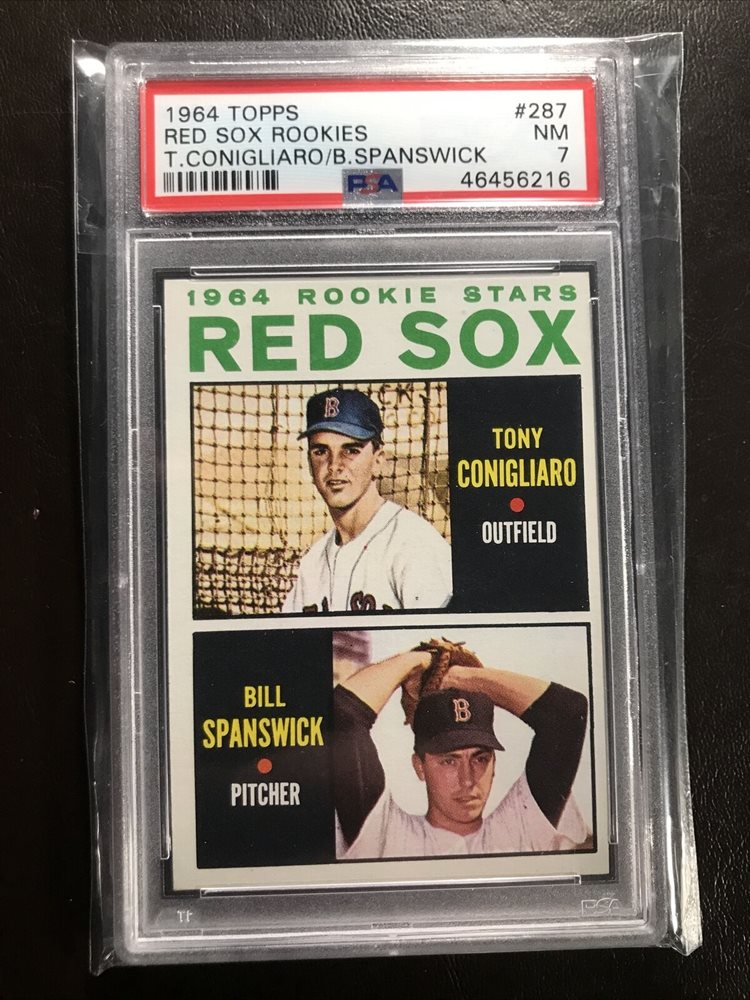 1964 TOPPS #287
RED SOX ROOKIES NM
T.CONIGLIARO/B.SPANSWICK 7
PSA 46456216
1964 ROOKIE STARS
RED SOX
B
TONY
CONIGLIARO
OUTFIELD
BILL
SPANSWICK
PITCHER
B
PSA